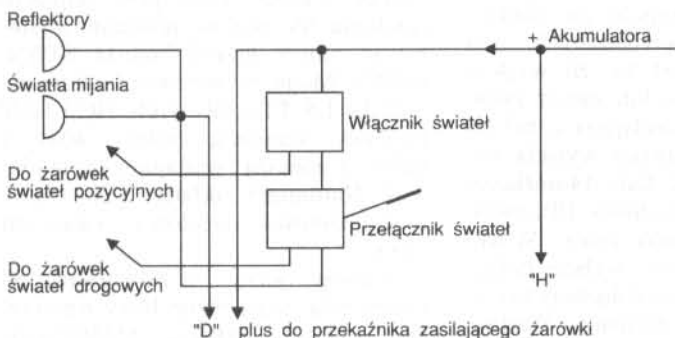 Reflektory
Światła mijania
+ Akumulatora
Włącznik świateł
Do żarówek
świateł pozycyjnych
Przełącznik świateł
Do żarówek
świateł drogowych
"H"
"D" plus do przekaźnika zasilającego żarówki